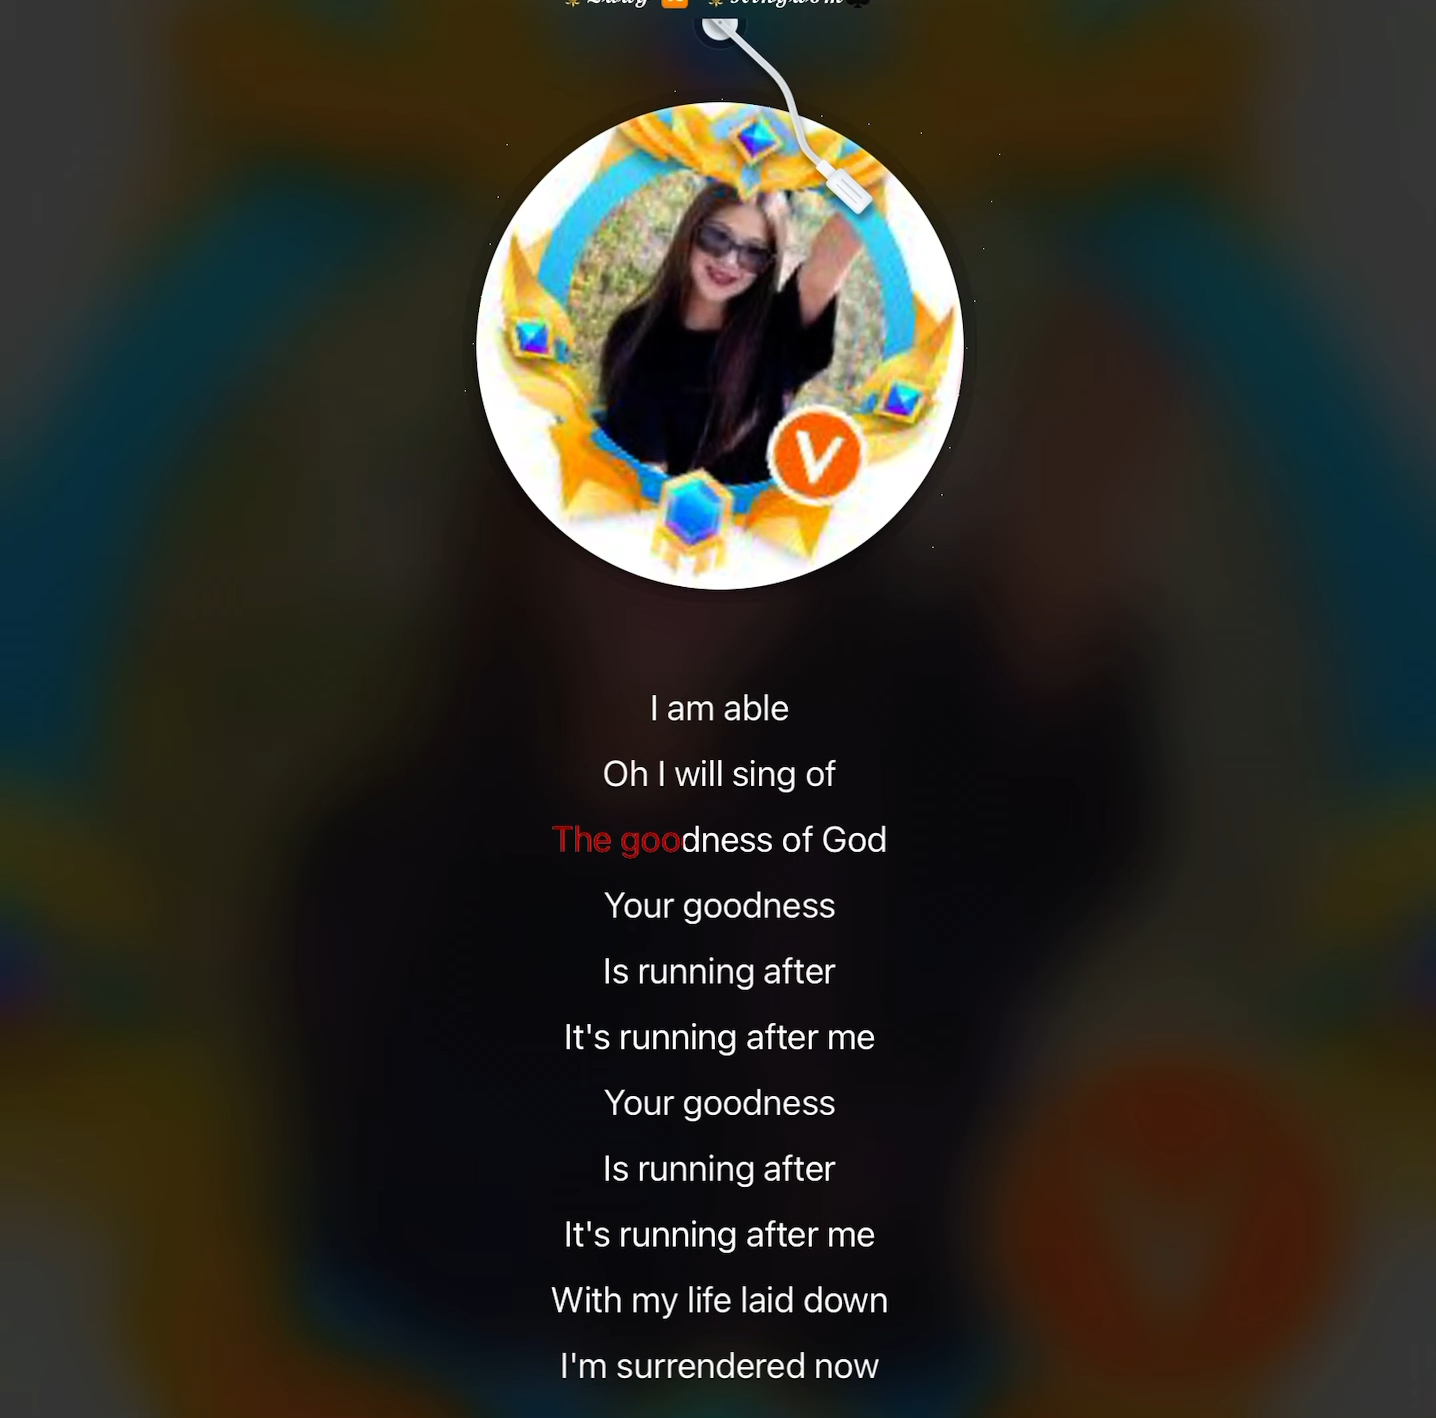 V
I am able
Oh I will sing of
The goodness of God
Your goodness
Is running after
It's running after me
Your goodness
Is running after
It's running after me
With my life laid down
I'm surrendered now